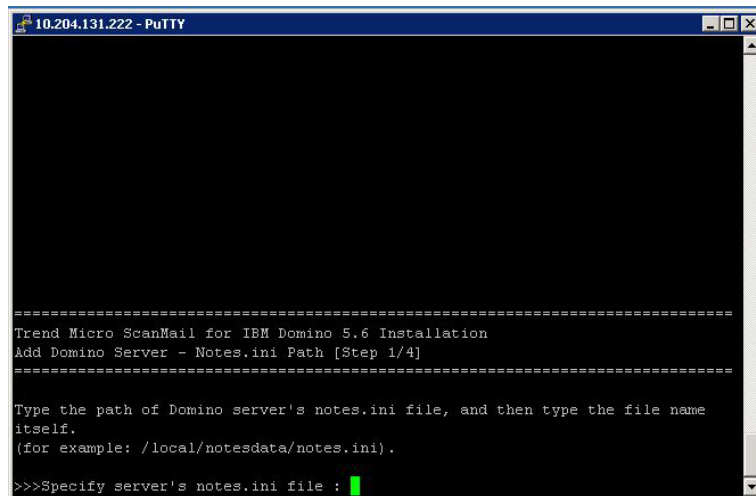 10.204.131.222 - PuTTY
================================================================================
Trend Micro ScanMail for IBM Domino 5.6 Installation
Add Domino Server - Notes.ini Path [Step 1/4]
================================================================================
Type the path of Domino server's notes.ini file, and then type the file name
itself.
(for example: /local/notesdata/notes.ini).
>>>Specify server's notes.ini file :